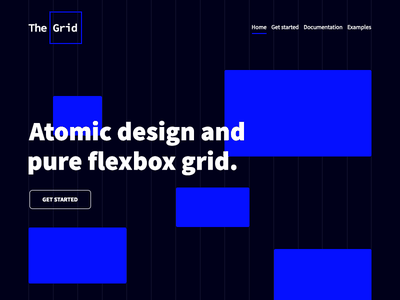 The Grid
Home Get started Documentation Examples
Atomic design and
pure flexbox grid.
GET STARTED